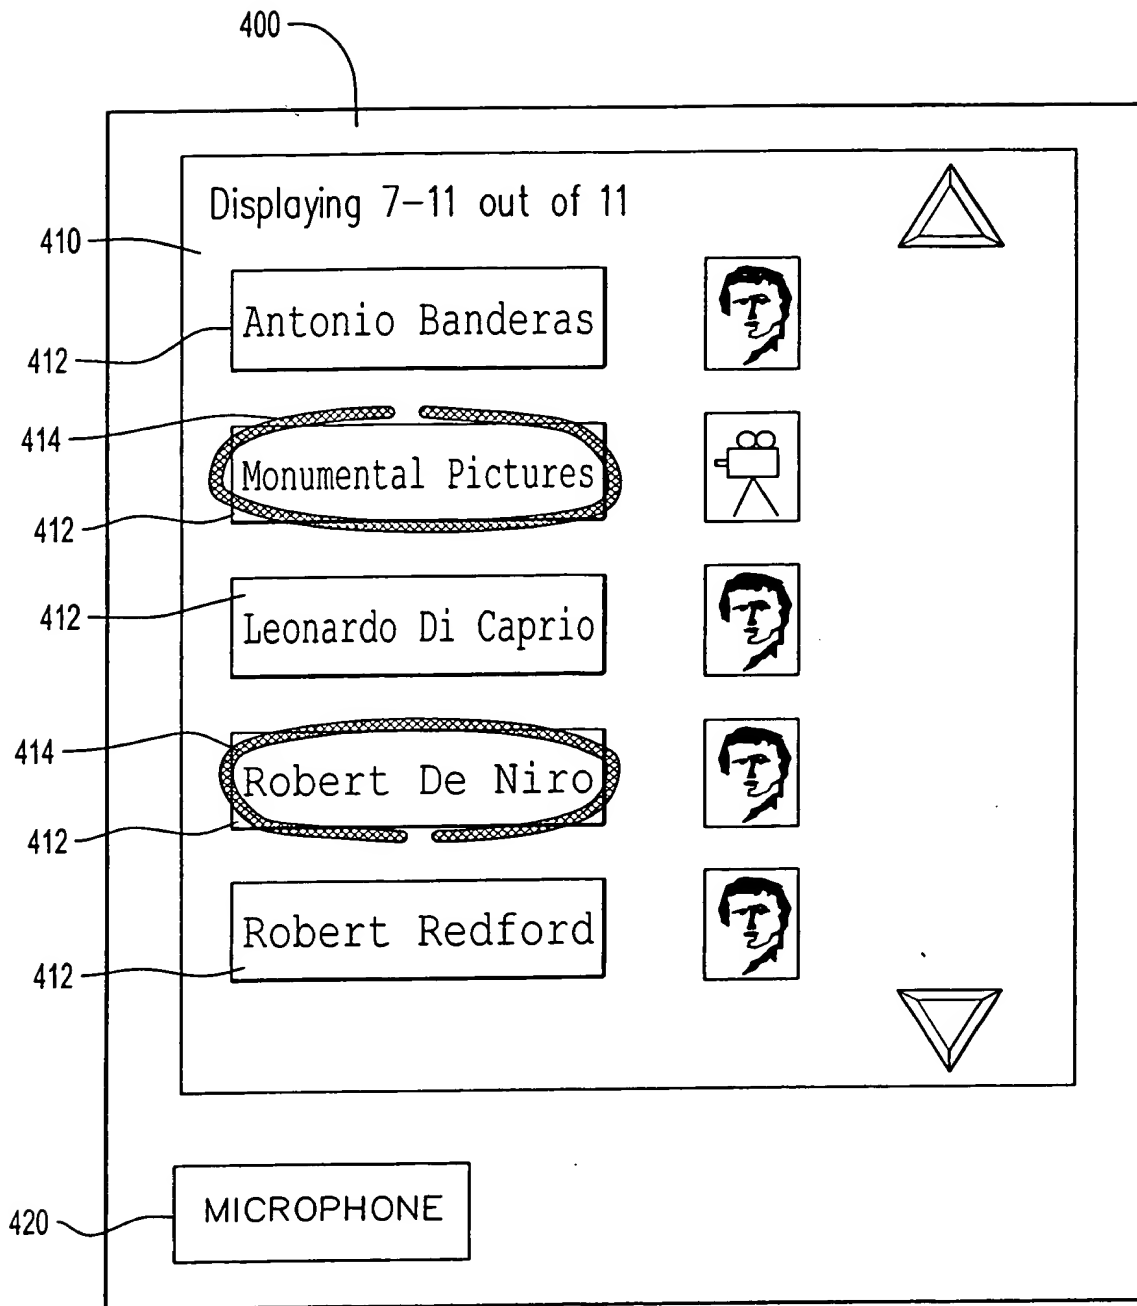 400
Displaying 7-11 out of 11
410
Antonio Banderas
412
414
Monumental Pictures
412
412
Leonardo Di Caprio
414
Robert De Niro
412
Robert Redford
412
MICROPHONE
420